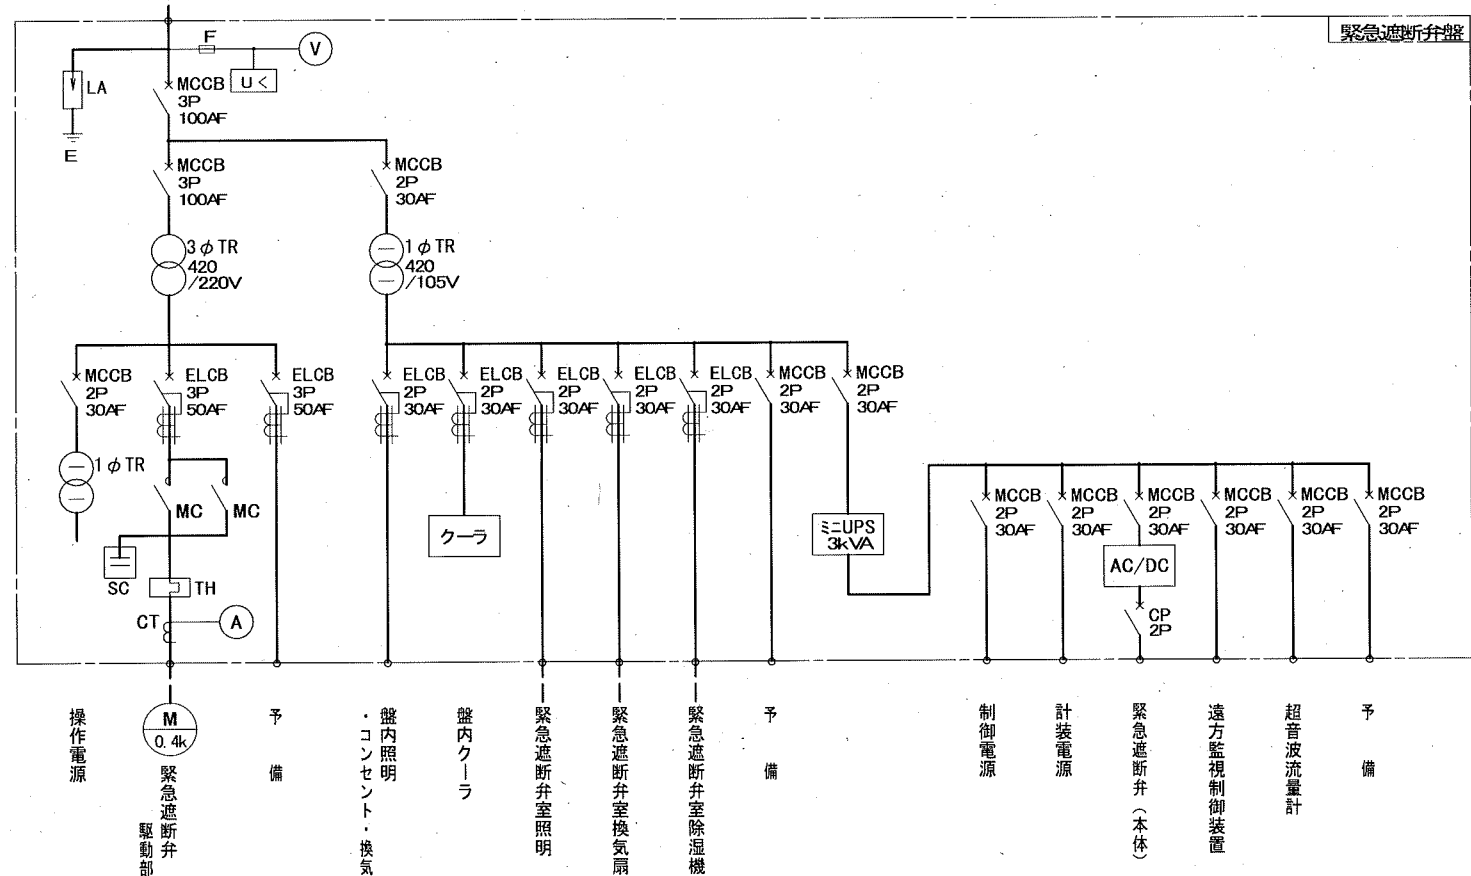 緊急遮断弁盤
F
V
U<
LA
E
MCCB
3P
100AF
MCCB
3P
100AF
MCCB
2P
30AF
3φTR
420
/220V
1φTR
420
/105V
MCCB
2P
30AF
ELCB
3P
50AF
ELCB
3P
50AF
ELCB
2P
30AF
ELCB
2P
30AF
ELCB
2P
30AF
ELCB
2P
30AF
ELCB
2P
30AF
MCCB
2P
30AF
MCCB
2P
30AF
1φTR
MC
MC
SC
TH
CT
A
クーラ
ミニUPS
3kVA
MCCB
2P
30AF
MCCB
2P
30AF
MCCB
2P
30AF
MCCB
2P
30AF
MCCB
2P
30AF
MCCB
2P
30AF
AC/DC
CP
2P
操作電源
M
0.4k
緊急遮断弁
駆動部
予備
盤内照明
・コンセント・換気
盤内クーラ
緊急遮断弁室照明
緊急遮断弁室換気扇
緊急遮断弁室除湿機
予備
制御電源
計装電源
緊急遮断弁（本体）
遠方監視制御装置
超音波流量計
予備